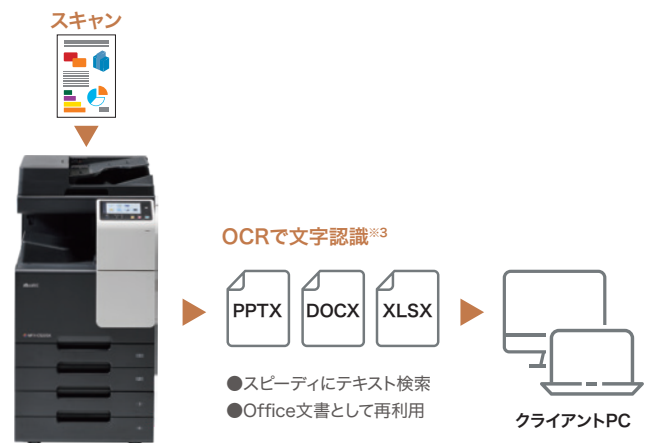 スキャン
OCRで文字認識※3
PPTX
DOCX
XLSX
●スピーディにテキスト検索
●Office文書として再利用
クライアントPC